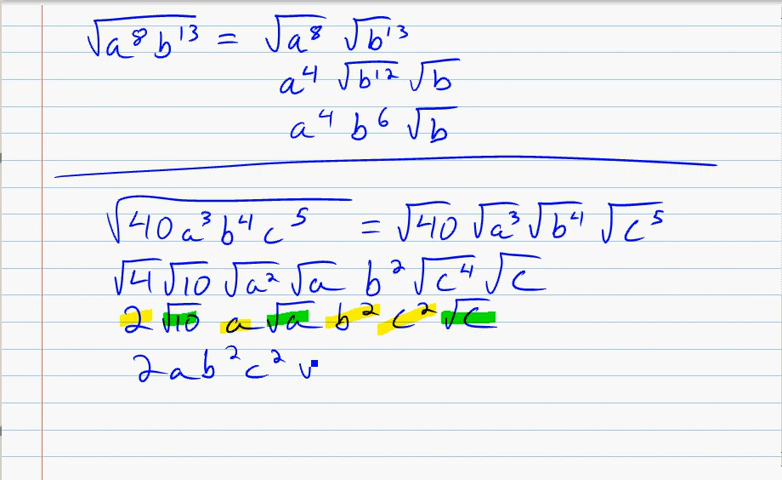 √(a⁸b¹³) = √a⁸ √b¹³
a⁴ √b¹² √b
a⁴ b⁶ √b
√(40a³b⁴c⁵) = √40 √a³ √b⁴ √c⁵
√4 √10 √a² √a b² √c⁴ √c
2 √10 a √a b² c² √c
2ab²c² √